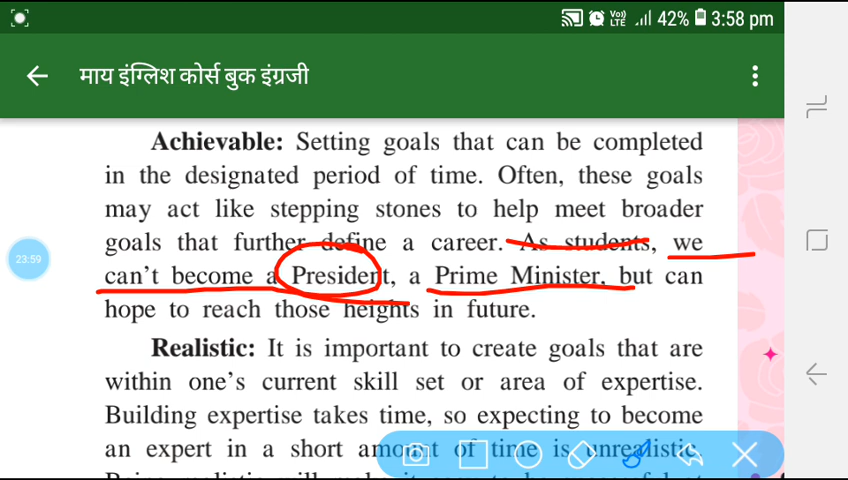 Vo)) LTE 42% 3:58 pm
माय इंग्लिश कोर्स बुक इंग्रजी
Achievable: Setting goals that can be completed
in the designated period of time. Often, these goals
may act like stepping stones to help meet broader
goals that further define a career. As students, we
can't become a President, a Prime Minister, but can
hope to reach those heights in future.
23:59
Realistic: It is important to create goals that are
within one's current skill set or area of expertise.
Building expertise takes time, so expecting to become
an expert in a short amount of time is unrealistic.